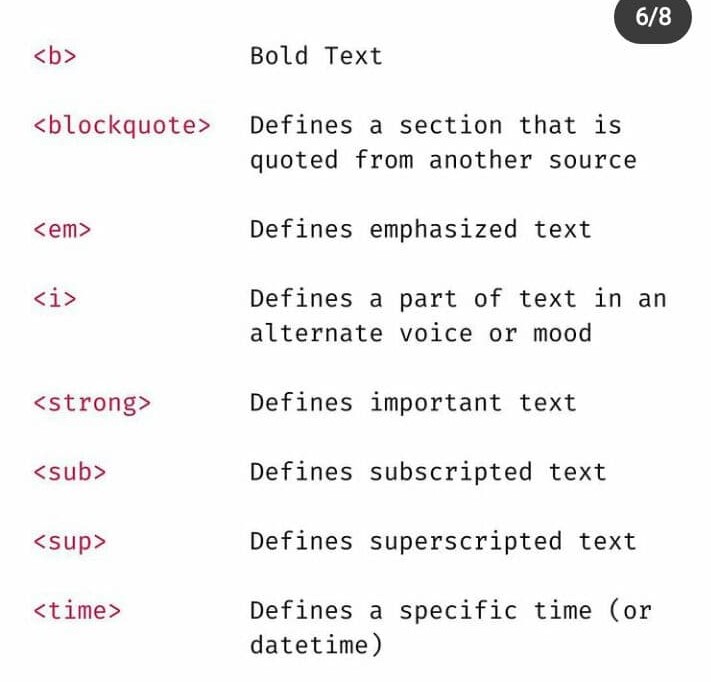 6/8
<b> Bold Text
<blockquote> Defines a section that is
quoted from another source
<em> Defines emphasized text
<i> Defines a part of text in an
alternate voice or mood
<strong> Defines important text
<sub> Defines subscripted text
<sup> Defines superscripted text
<time> Defines a specific time (or
datetime)